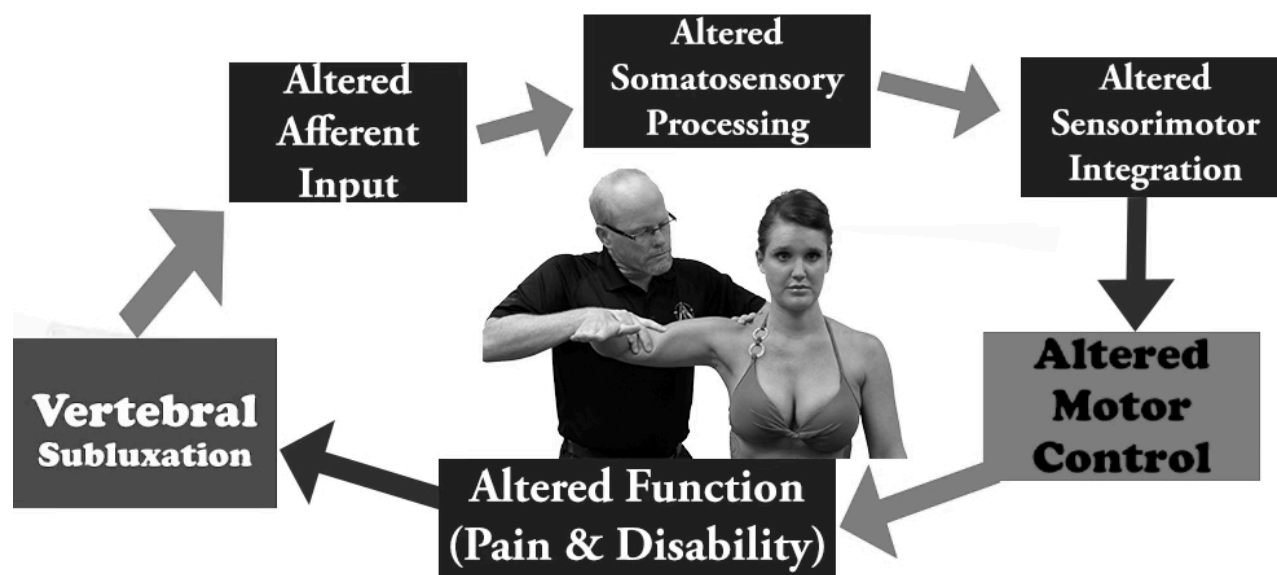 Altered
Afferent
Input
Altered
Somatosensory
Processing
Altered
Sensorimotor
Integration
Altered
Motor
Control
Altered Function
(Pain & Disability)
Vertebral
Subluxation